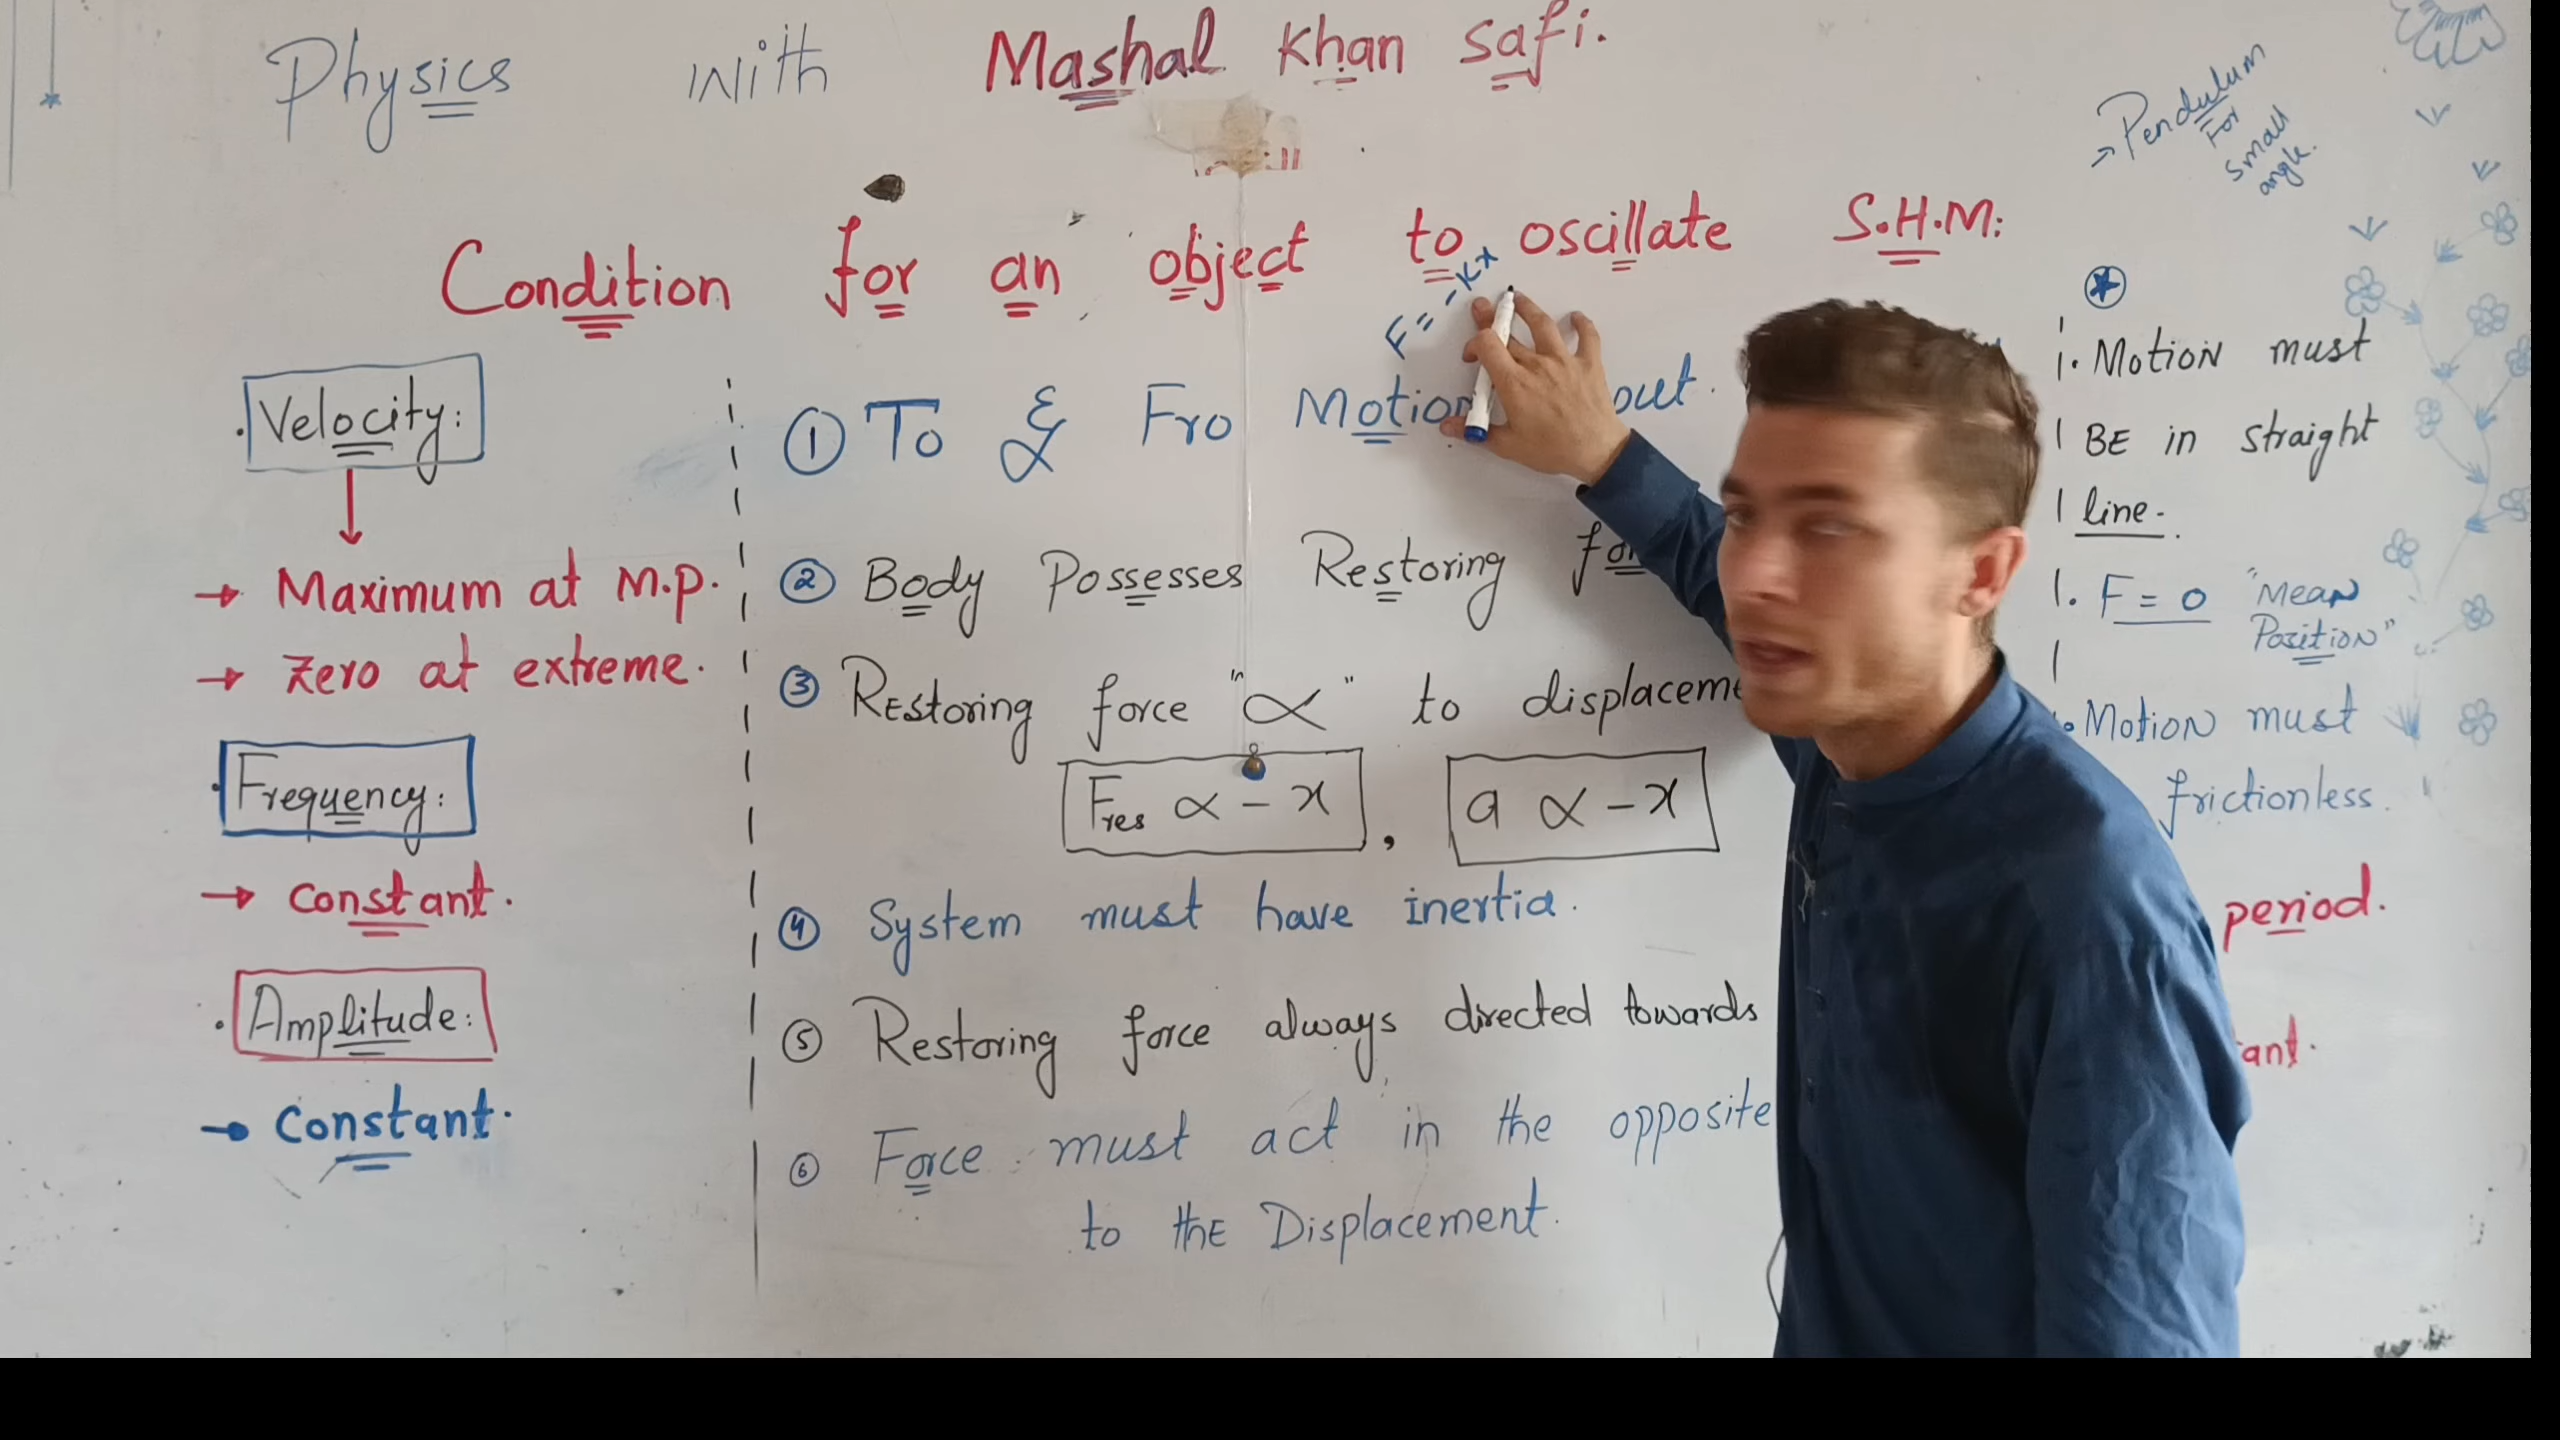 Physics with Mashal Khan Safi.
→ Pendulum
For
small
angle.
Condition for an object to oscillate S.H.M:
F = -Kx
. Velocity:
→ Maximum at M.p.
→ Zero at extreme.
. Frequency:
→ Constant.
. Amplitude:
→ Constant.
① To & Fro Motion out.
② Body Possesses Restoring for
③ Restoring force "∝" to displaceme
Fres ∝ - x , a ∝ - x
④ System must have inertia.
⑤ Restoring force always directed towards
⑥ Force must act in the opposite
to the Displacement.
. Motion must
BE in straight
line.
. F = 0 "Mean
Position"
. Motion must
frictionless.
period.
ant.